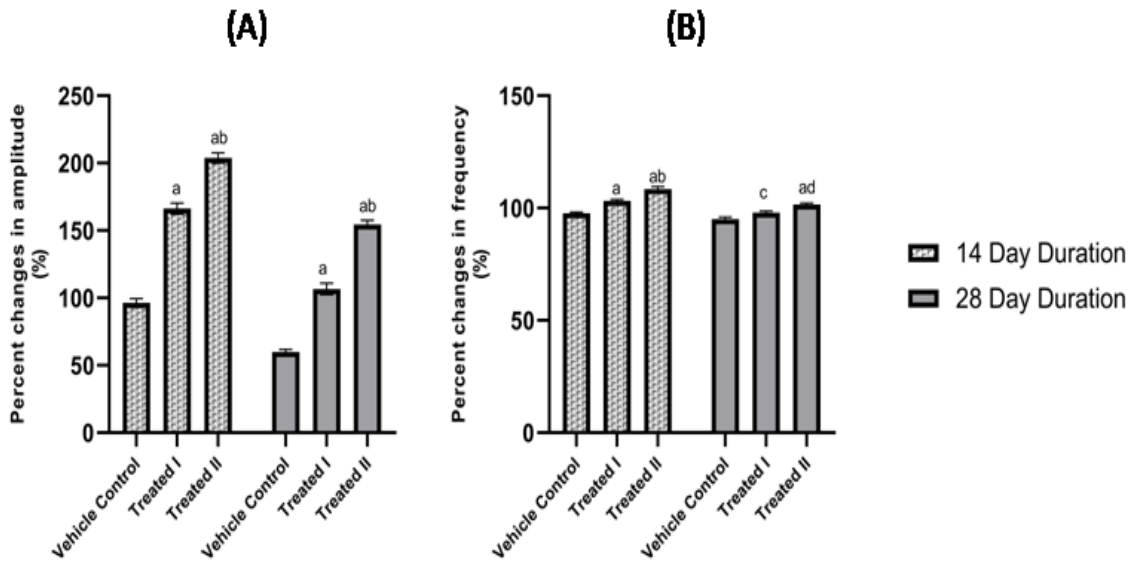 (A)
Percent changes in amplitude
(%)
250
200
150
100
50
0
a
ab
a
ab
Vehicle Control
Treated I
Treated II
Vehicle Control
Treated I
Treated II
(B)
Percent changes in frequency
(%)
150
100
50
0
a
ab
c
ad
Vehicle Control
Treated I
Treated II
Vehicle Control
Treated I
Treated II
14 Day Duration
28 Day Duration